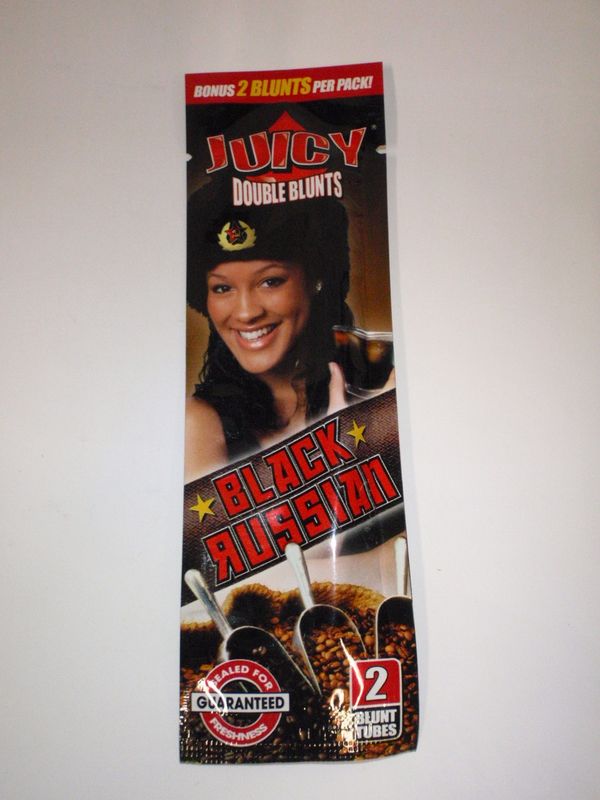 BONUS 2 BLUNTS PER PACK!
JUICY®
DOUBLE BLUNTS
BLACK
RUSSIAN
SEALED FOR
GUARANTEED
FRESHNESS
2
BLUNT
TUBES